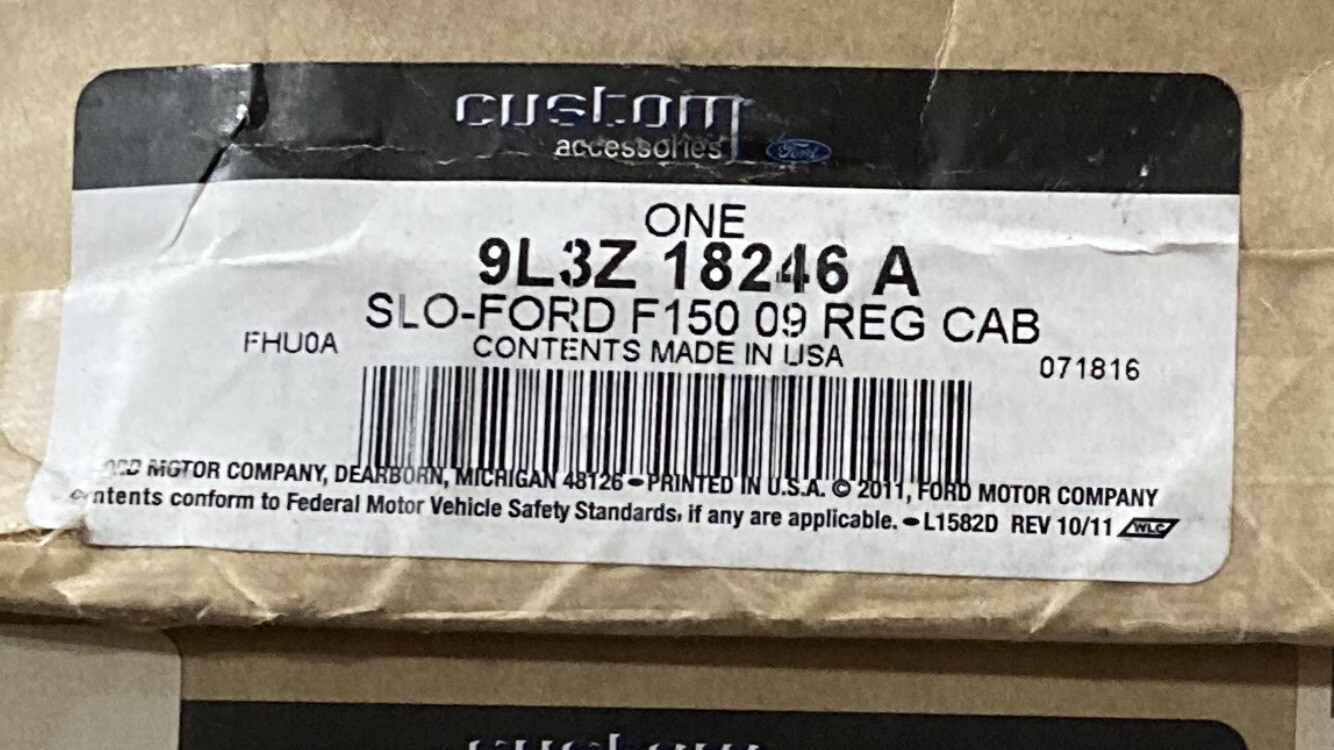 custom
accessories Ford
ONE
9L3Z 18246 A
SLO-FORD F150 09 REG CAB
FHU0A CONTENTS MADE IN USA 071816
MOTOR COMPANY, DEARBORN, MICHIGAN 48126 – PRINTED IN U.S.A. © 2011, FORD MOTOR COMPANY
conform to Federal Motor Vehicle Safety Standards, if any are applicable. – L1582D REV 10/11 WLC
custom